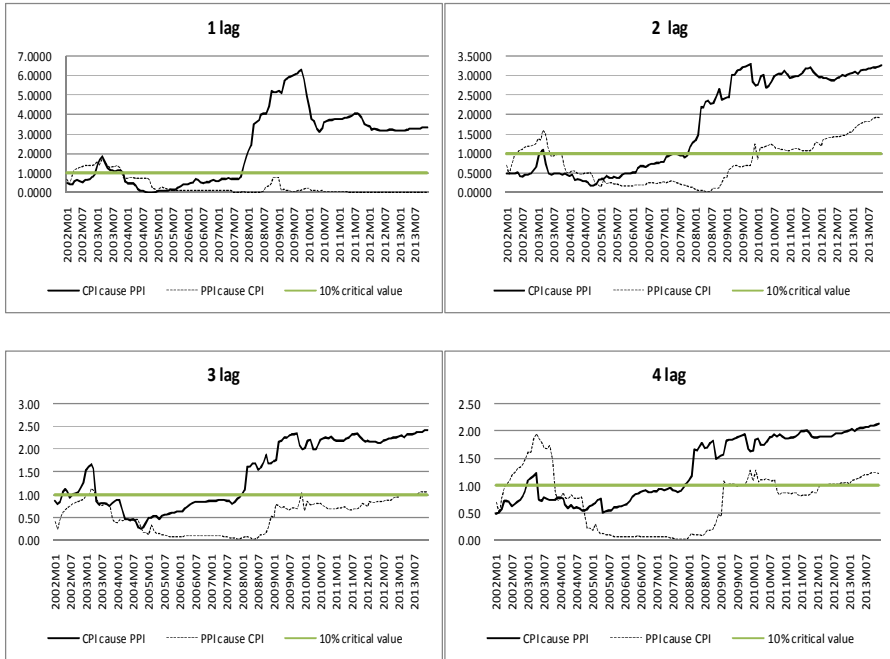 1 lag
7.0000
6.0000
5.0000
4.0000
3.0000
2.0000
1.0000
0.0000
2002M01
2002M07
2003M01
2003M07
2004M01
2004M07
2005M01
2005M07
2006M01
2006M07
2007M01
2007M07
2008M01
2008M07
2009M01
2009M07
2010M01
2010M07
2011M01
2011M07
2012M01
2012M07
2013M01
2013M07
CPI cause PPI
PPI cause CPI
10% critical value
2 lag
3.5000
3.0000
2.5000
2.0000
1.5000
1.0000
0.5000
0.0000
2002M01
2002M07
2003M01
2003M07
2004M01
2004M07
2005M01
2005M07
2006M01
2006M07
2007M01
2007M07
2008M01
2008M07
2009M01
2009M07
2010M01
2010M07
2011M01
2011M07
2012M01
2012M07
2013M01
2013M07
CPI cause PPI
PPI cause CPI
10% critical value
3 lag
3.00
2.50
2.00
1.50
1.00
0.50
0.00
2002M01
2002M07
2003M01
2003M07
2004M01
2004M07
2005M01
2005M07
2006M01
2006M07
2007M01
2007M07
2008M01
2008M07
2009M01
2009M07
2010M01
2010M07
2011M01
2011M07
2012M01
2012M07
2013M01
2013M07
CPI cause PPI
PPI cause CPI
10% critical value
4 lag
2.50
2.00
1.50
1.00
0.50
0.00
2002M01
2002M07
2003M01
2003M07
2004M01
2004M07
2005M01
2005M07
2006M01
2006M07
2007M01
2007M07
2008M01
2008M07
2009M01
2009M07
2010M01
2010M07
2011M01
2011M07
2012M01
2012M07
2013M01
2013M07
CPI cause PPI
PPI cause CPI
10% critical value